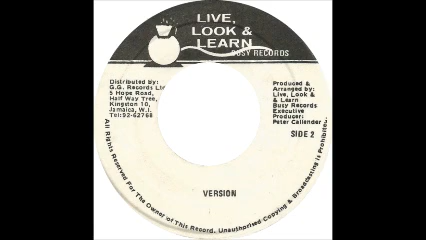 LIVE,
LOOK &
LEARN
BUSY RECORDS
Distributed By:
G.G. Records Ltd
5 Hope Road,
Half Way Tree,
Kingston 10,
Jamaica, W.I.
Tel:92-62768
Produced &
Arranged by:
Live, Look &
& Learn
Busy Records
Executive
Producer:
Peter Callender
SIDE 2
VERSION
All Rights Reserved For The Owner of This Record. Unauthorised Copying & Broadcasting is Prohibited.